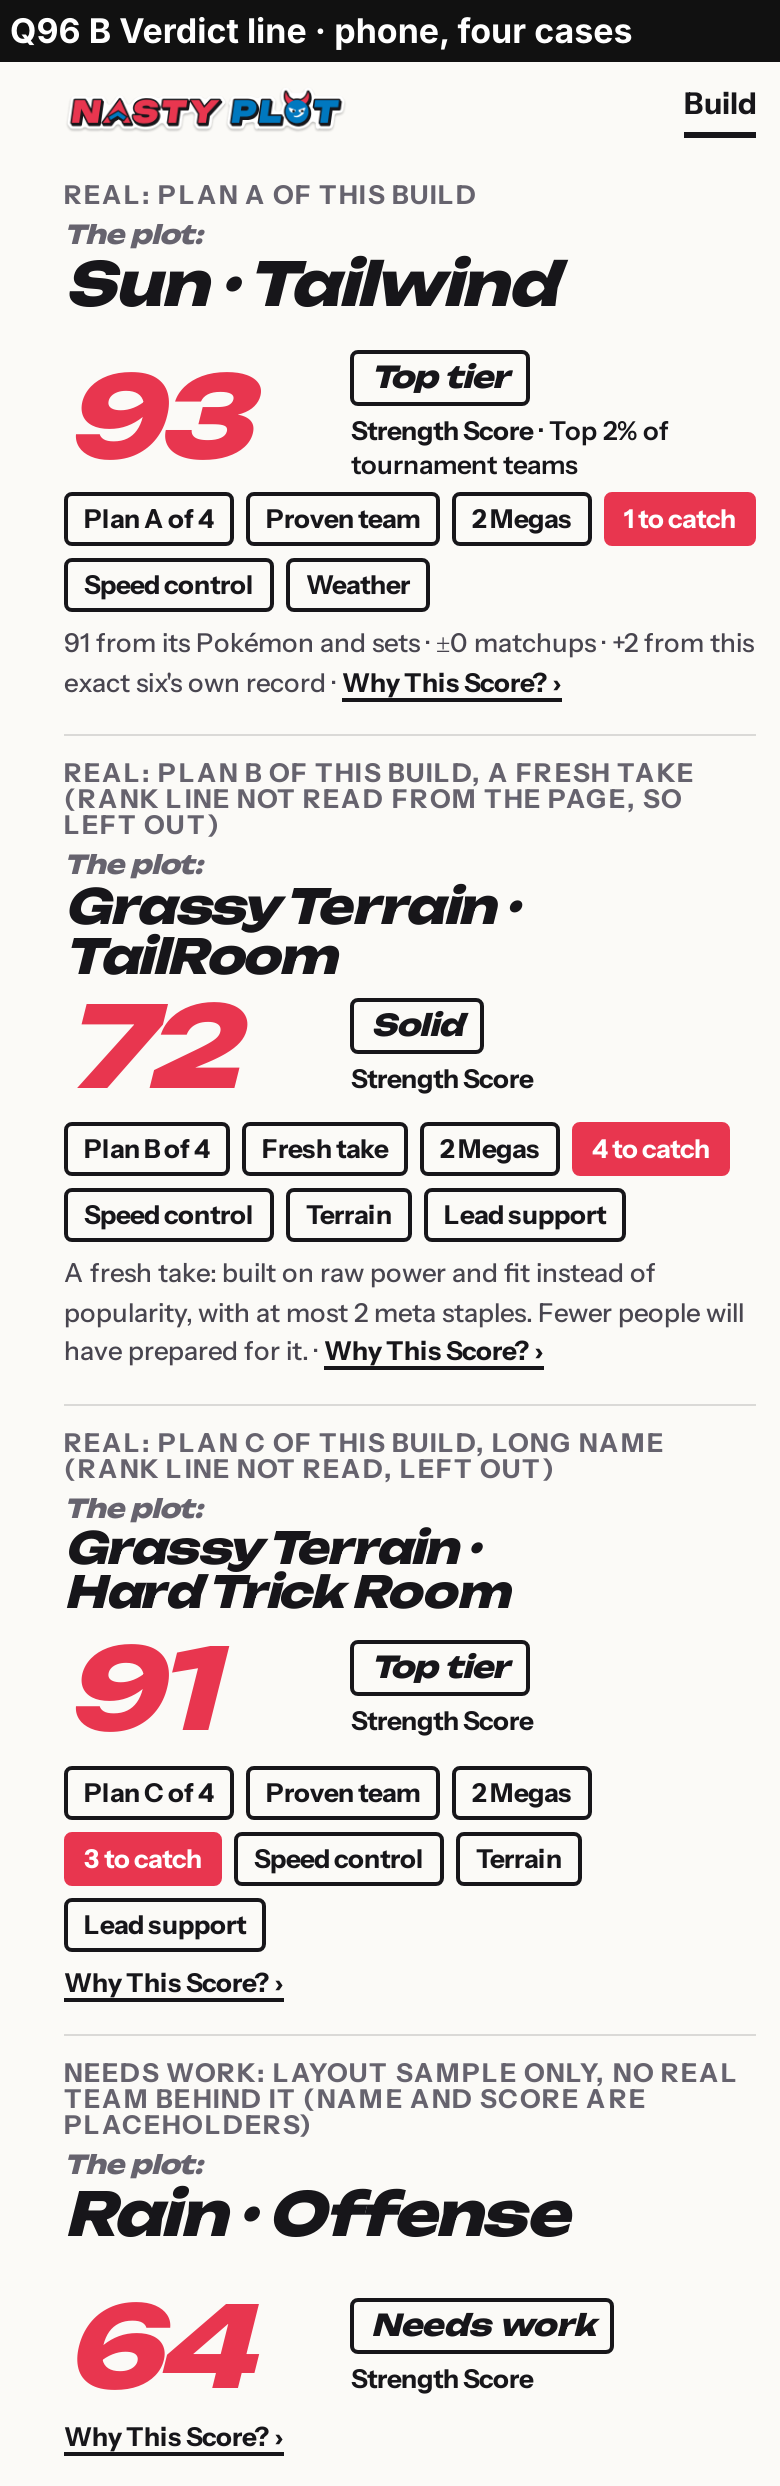 Q96 B Verdict line · phone, four cases
NASTY PLOT
Build
REAL: PLAN A OF THIS BUILD
The plot:
Sun · Tailwind
93
Top tier
Strength Score · Top 2% of
tournament teams
Plan A of 4
Proven team
2 Megas
1 to catch
Speed control
Weather
91 from its Pokémon and sets · ±0 matchups · +2 from this
exact six's own record · Why This Score? ›
REAL: PLAN B OF THIS BUILD, A FRESH TAKE
(RANK LINE NOT READ FROM THE PAGE, SO
LEFT OUT)
The plot:
Grassy Terrain ·
TailRoom
72
Solid
Strength Score
Plan B of 4
Fresh take
2 Megas
4 to catch
Speed control
Terrain
Lead support
A fresh take: built on raw power and fit instead of
popularity, with at most 2 meta staples. Fewer people will
have prepared for it. · Why This Score? ›
REAL: PLAN C OF THIS BUILD, LONG NAME
(RANK LINE NOT READ, LEFT OUT)
The plot:
Grassy Terrain ·
Hard Trick Room
91
Top tier
Strength Score
Plan C of 4
Proven team
2 Megas
3 to catch
Speed control
Terrain
Lead support
Why This Score? ›
NEEDS WORK: LAYOUT SAMPLE ONLY, NO REAL
TEAM BEHIND IT (NAME AND SCORE ARE
PLACEHOLDERS)
The plot:
Rain · Offense
64
Needs work
Strength Score
Why This Score? ›